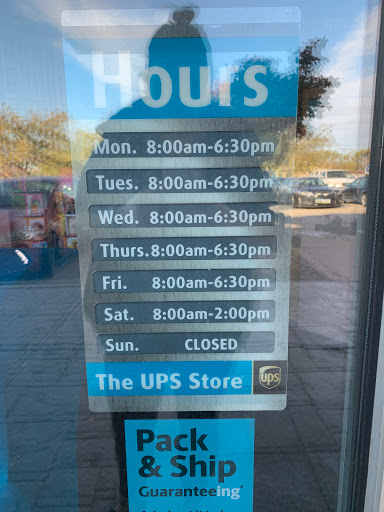 Hours
Mon. 8:00am-6:30pm
Tues. 8:00am-6:30pm
Wed. 8:00am-6:30pm
Thurs. 8:00am-6:30pm
Fri. 8:00am-6:30pm
Sat. 8:00am-2:00pm
Sun. CLOSED
The UPS Store ups
Pack
& Ship
Guaranteeing